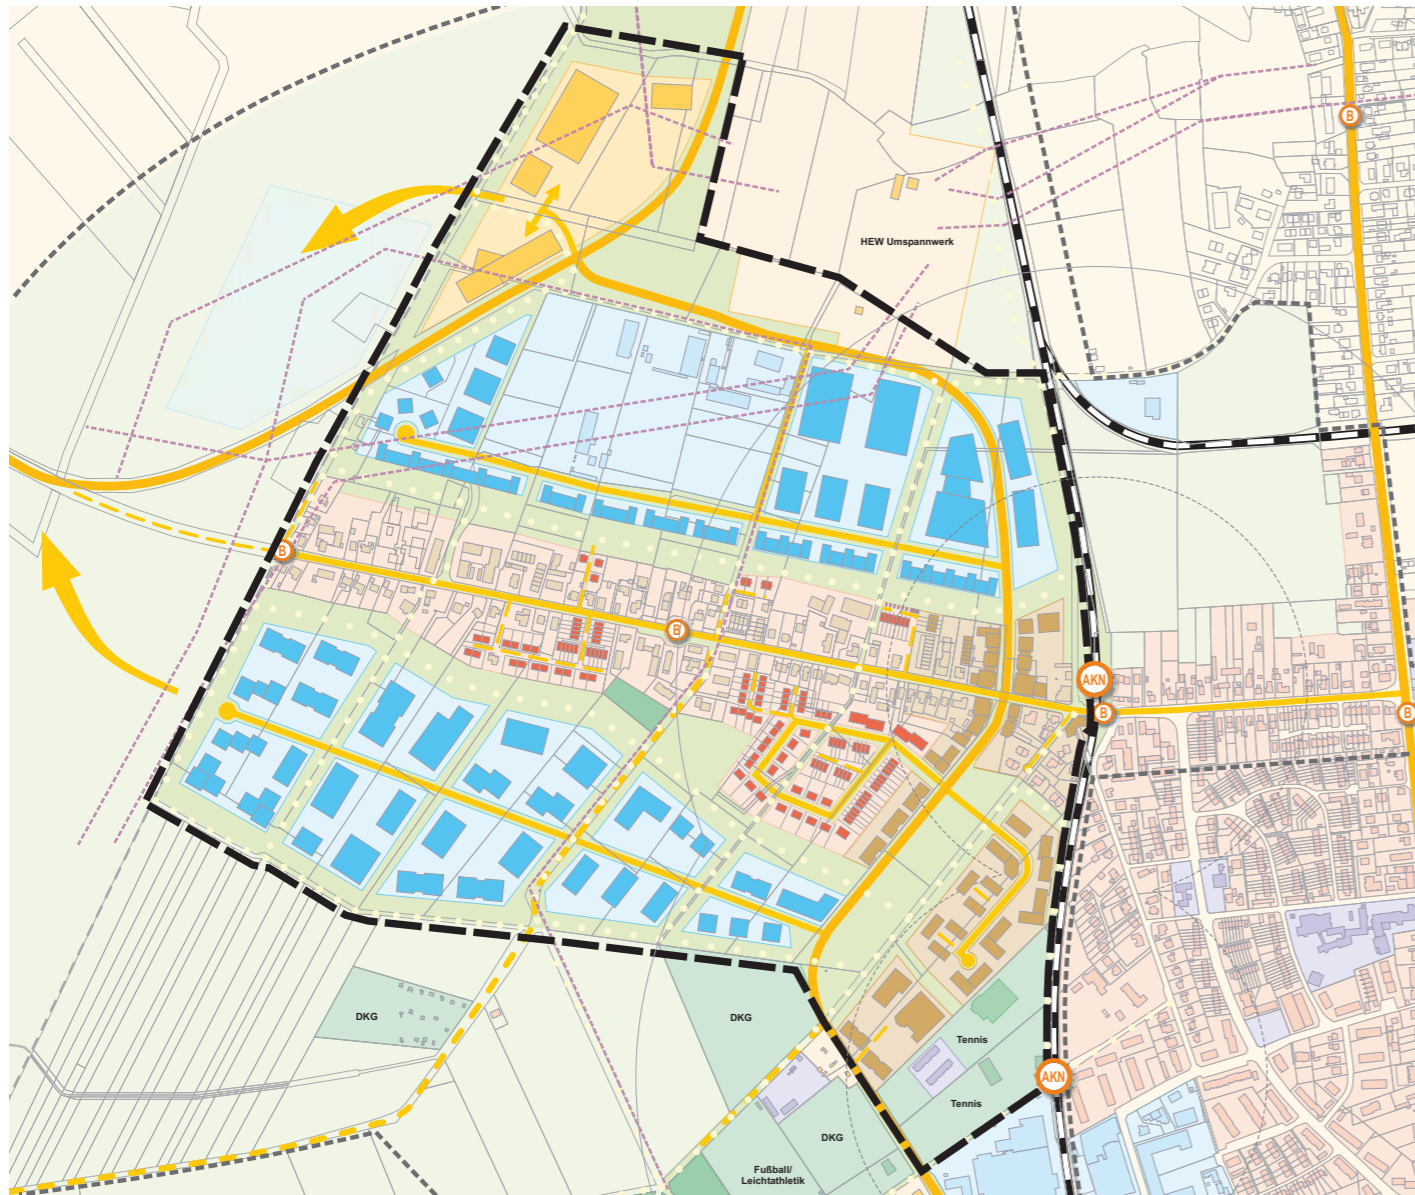 B
HEW Umspannwerk
B
B
AKN
B
B
DKG
DKG
Tennis
AKN
Tennis
DKG
Fußball/
Leichtathletik